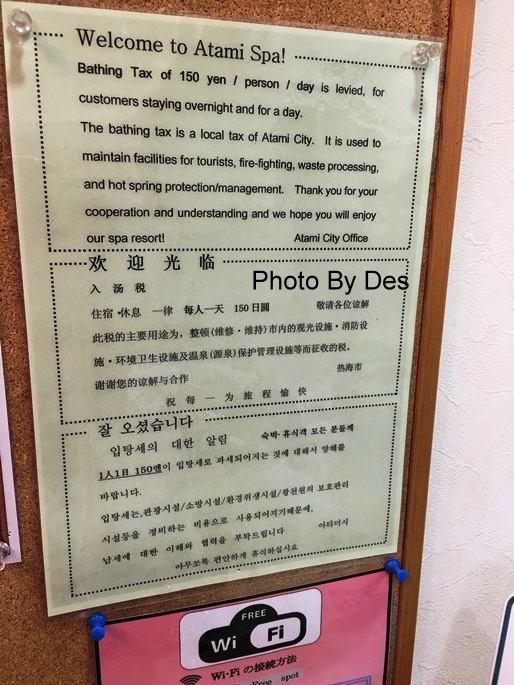 Welcome to Atami Spa!
Bathing Tax of 150 yen / person / day is levied, for
customers staying overnight and for a day.
The bathing tax is a local tax of Atami City. It is used to
maintain facilities for tourists, fire-fighting, waste processing,
and hot spring protection/management. Thank you for your
cooperation and understanding and we hope you will enjoy
our spa resort! Atami City Office
欢迎光临
Photo By Des
入汤税
住宿・休息 一律 每人一天 150日圆 敬请各位谅解
此税的主要用途为，整顿(维修・维持)市内的观光设施・消防设
施・环境卫生设施及温泉(源泉)保护管理设施等而征收的税。
谢谢您的谅解与合作 热海市
祝每一为旅程愉快
잘 오셨습니다
입탕세의 대한 알림 숙박·휴식객 모든 분들께
1人1日 150엔이 입탕세로 과세되어지는 것에 대해서 양해를
바랍니다.
입탕세는,관광시설/소방시설/환경위생시설/광천원의 보호관리
시설등을 정비하는 비용으로 사용되어지기때문에,
납세에 대한 이해와 협력을 부탁드립니다 아타미시
아무쪼록 편안하게 휴식하십시요
FREE
Wi Fi
Wi-Fi の接続方法
Free spot